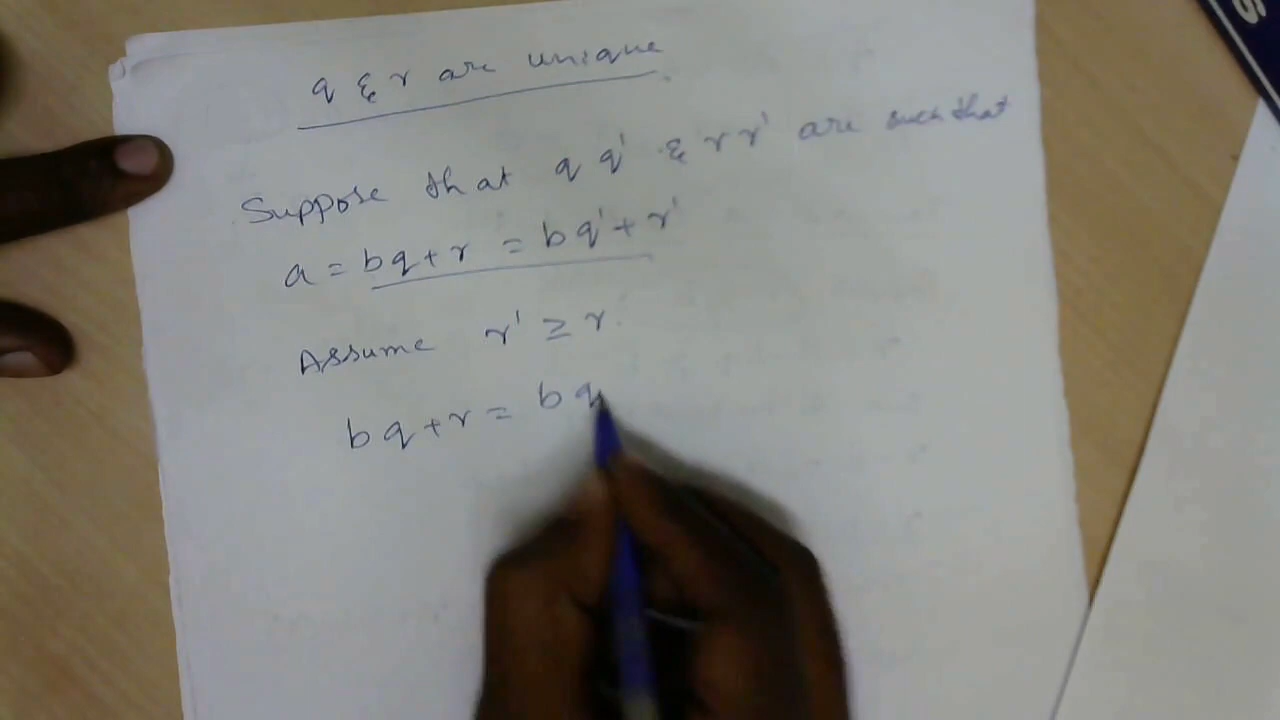 q & r are unique
Suppose that q q' & r r' are such that
a = bq + r = bq' + r'
Assume r' ≥ r.
bq + r = bq
S